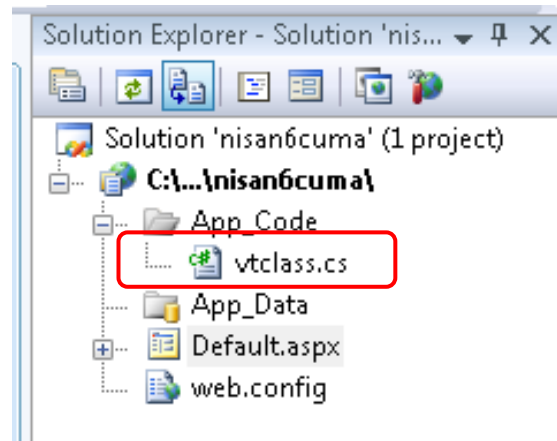 Solution Explorer - Solution 'nis...
Solution 'nisan6cuma' (1 project)
C:\...\nisan6cuma\
App_Code
vtclass.cs
App_Data
Default.aspx
web.config